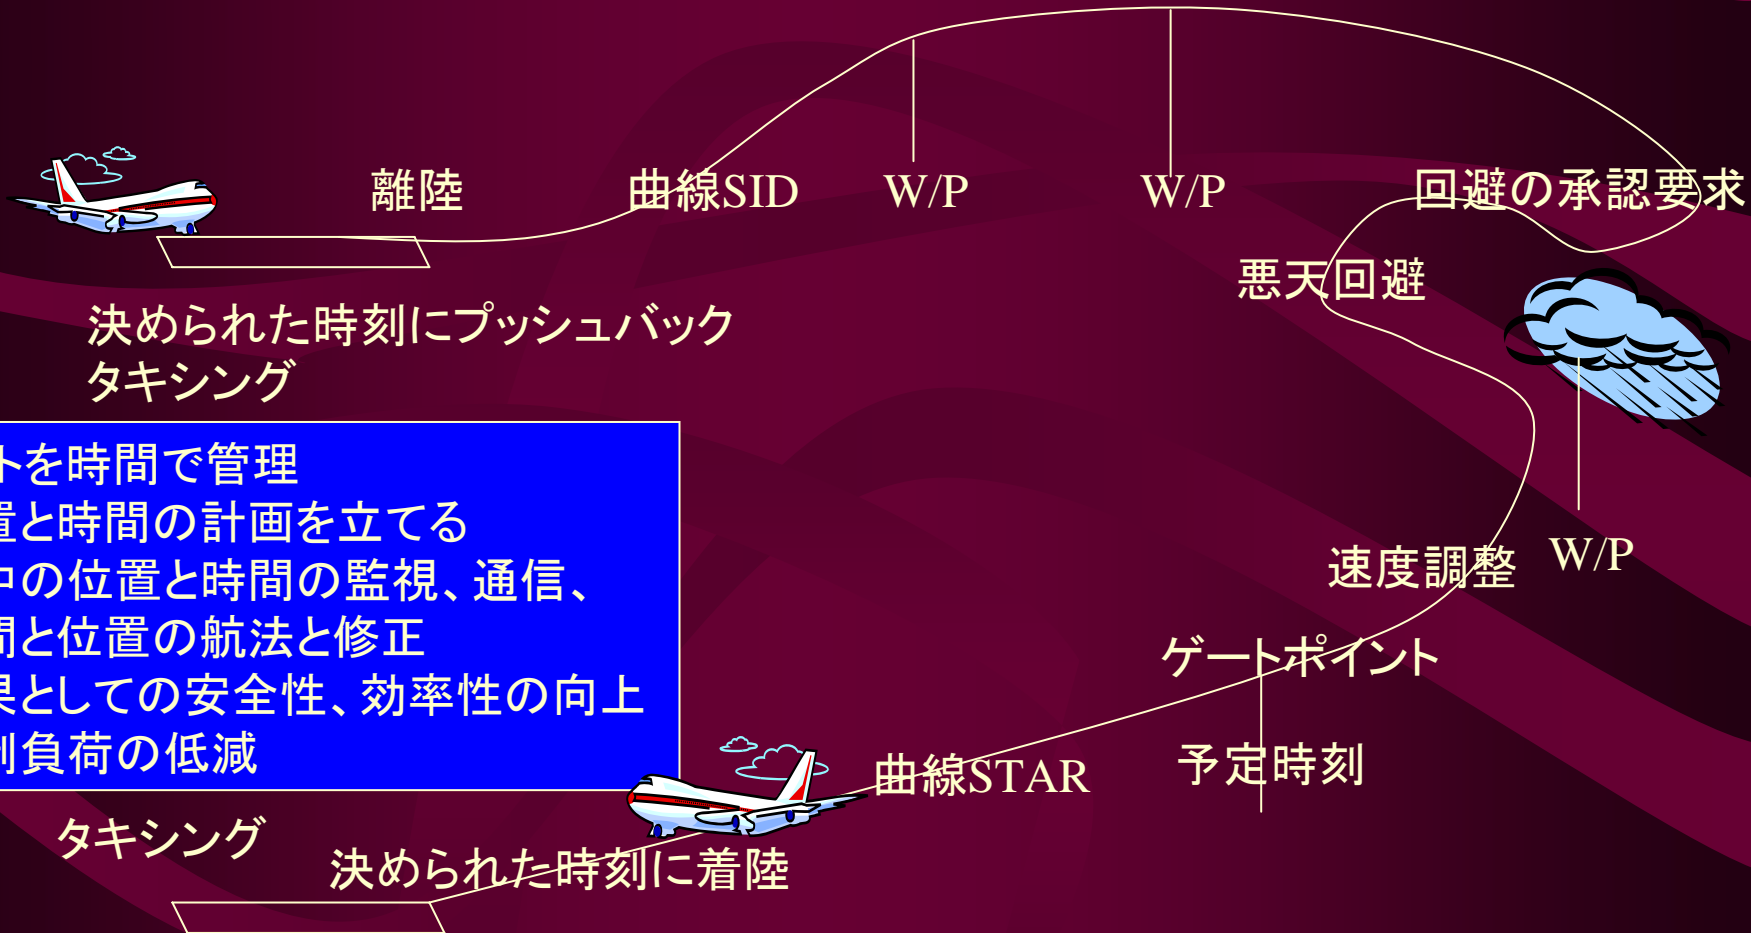 離陸
曲線SID
W/P
W/P
回避の承認要求
悪天回避
決められた時刻にプッシュバック
タキシング
トを時間で管理
置と時間の計画を立てる
中の位置と時間の監視、通信、
間と位置の航法と修正
果としての安全性、効率性の向上
制負荷の低減
速度調整
W/P
ゲートポイント
予定時刻
曲線STAR
タキシング
決められた時刻に着陸